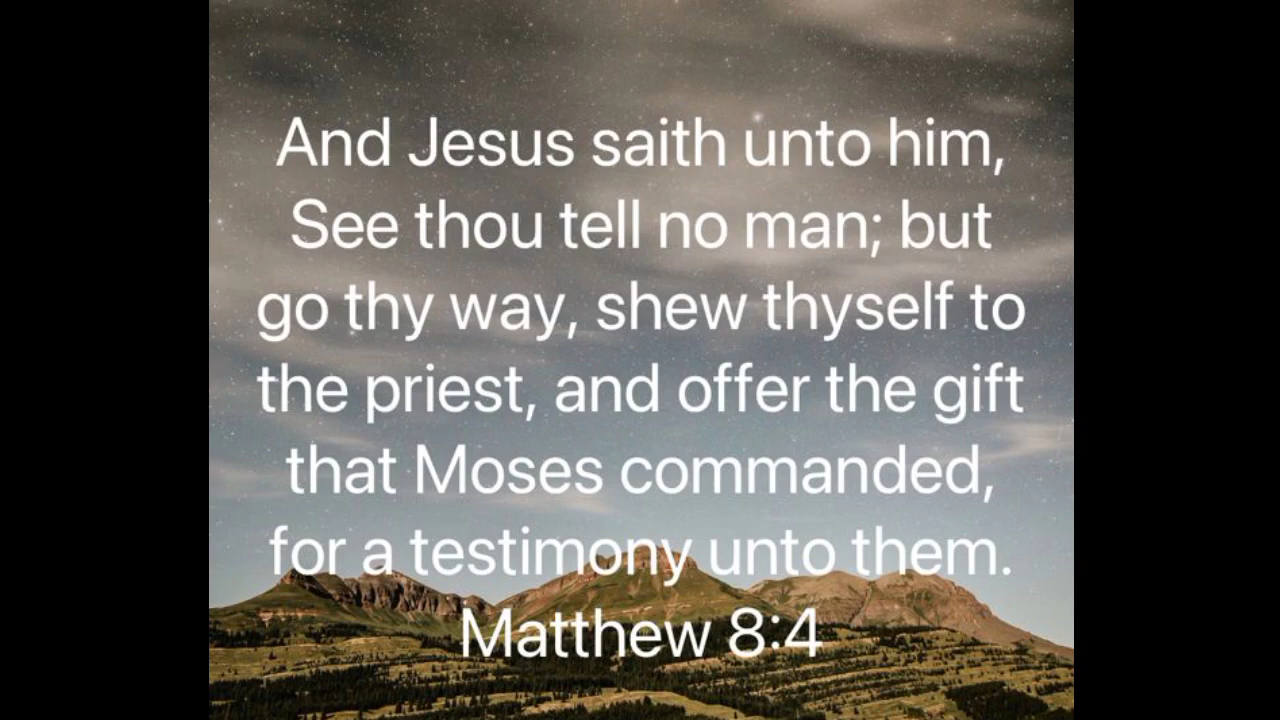 And Jesus saith unto him,
See thou tell no man; but
go thy way, shew thyself to
the priest, and offer the gift
that Moses commanded,
for a testimony unto them.
Matthew 8:4